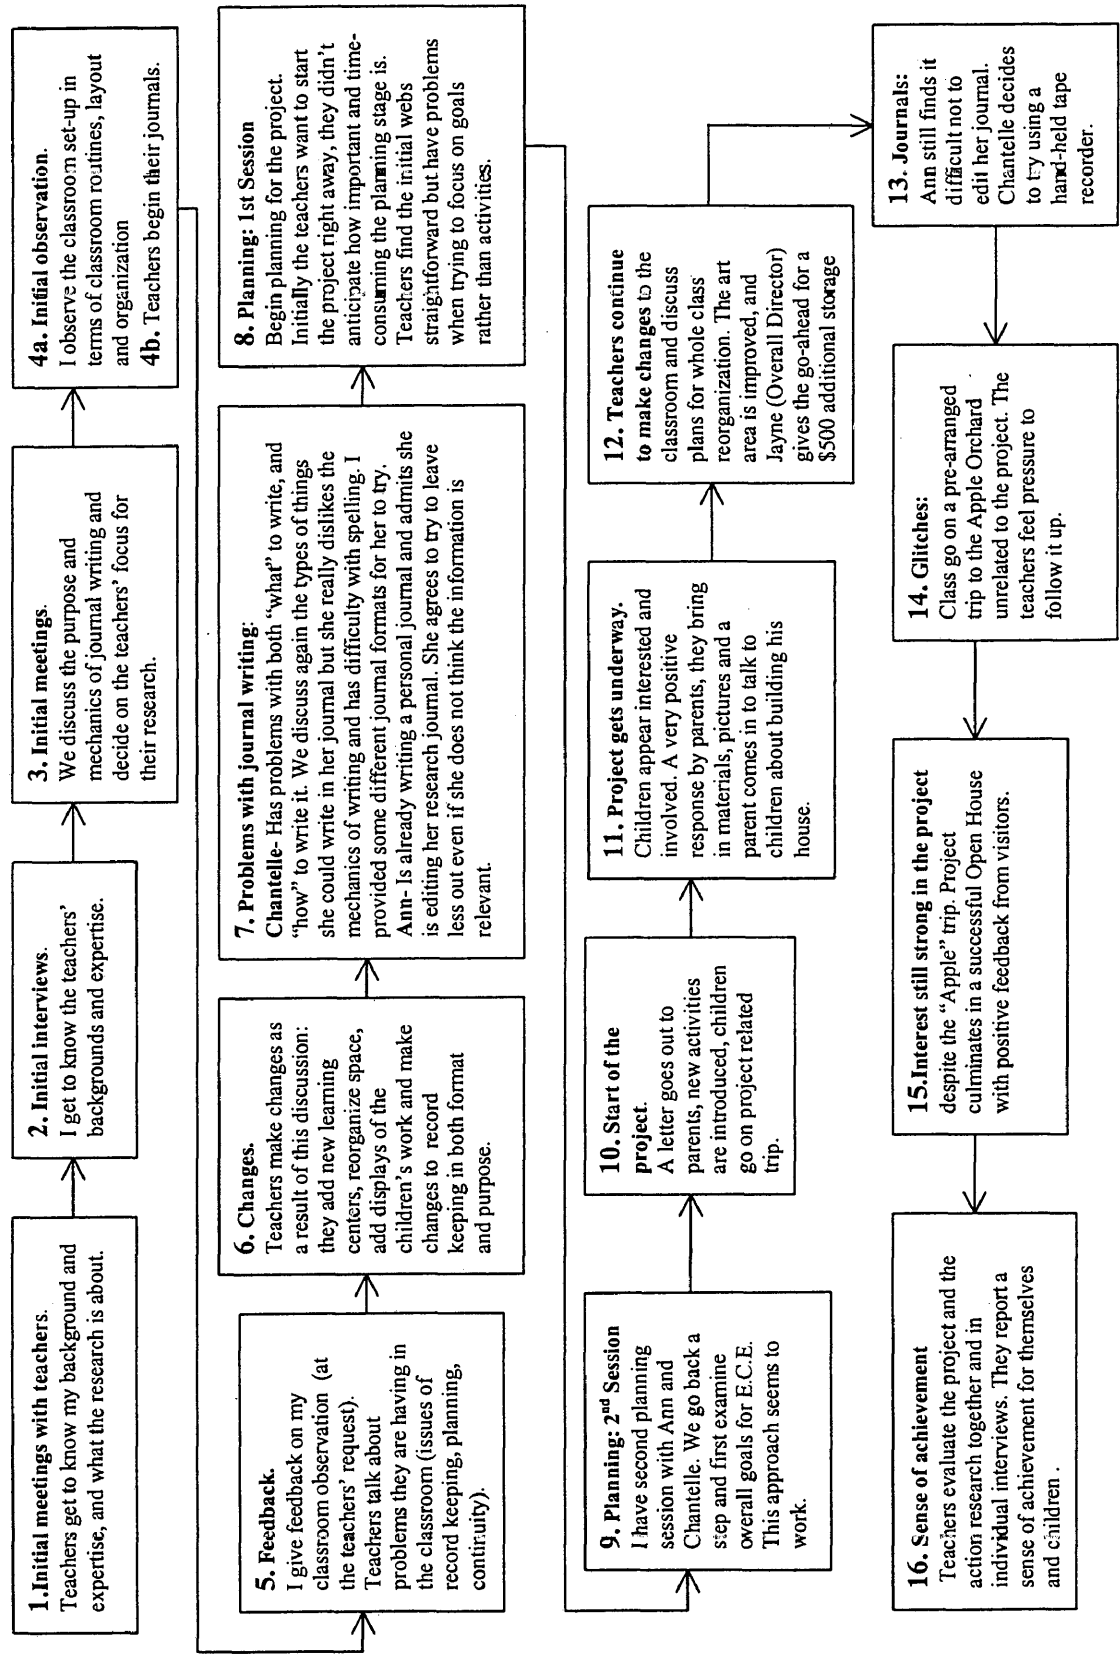 1.Initial meetings with teachers.
Teachers get to know my background and
expertise, and what the research is about.
2. Initial interviews.
I get to know the teachers'
backgrounds and expertise.
3. Initial meetings.
We discuss the purpose and
mechanics of journal writing and
decide on the teachers' focus for
their research.
4a. Initial observation.
I observe the classroom set-up in
terms of classroom routines, layout
and organization
4b. Teachers begin their journals.
5. Feedback.
I give feedback on my
classroom observation (at
the teachers' request).
Teachers talk about
problems they are having in
the classroom (issues of
record keeping, planning,
continuity).
6. Changes.
Teachers make changes as
a result of this discussion:
they add new learning
centers, reorganize space,
add displays of the
children's work and make
changes to record
keeping in both format
and purpose.
7. Problems with journal writing:
Chantelle- Has problems with both "what" to write, and
"how" to write it. We discuss again the types of things
she could write in her journal but she really dislikes the
mechanics of writing and has difficulty with spelling. I
provided some different journal formats for her to try.
Ann- Is already writing a personal journal and admits she
is editing her research journal. She agrees to try to leave
less out even if she does not think the information is
relevant.
8. Planning: 1st Session
Begin planning for the project.
Initially the teachers want to start
the project right away, they didn't
anticipate how important and time-
consuming the planning stage is.
Teachers find the initial webs
straightforward but have problems
when trying to focus on goals
rather than activities.
9. Planning: 2nd Session
I have second planning
session with Ann and
Chantelle. We go back a
step and first examine
overall goals for E.C.E.
This approach seems to
work.
10. Start of the
project.
A letter goes out to
parents, new activities
are introduced, children
go on project related
trip.
11. Project gets underway.
Children appear interested and
involved. A very positive
response by parents, they bring
in materials, pictures and a
parent comes in to talk to
children about building his
house.
12. Teachers continue
to make changes to the
classroom and discuss
plans for whole class
reorganization. The art
area is improved, and
Jayne (Overall Director)
gives the go-ahead for a
$500 additional storage
13. Journals:
Ann still finds it
difficult not to
edit her journal.
Chantelle decides
to try using a
hand-held tape
recorder.
14. Glitches:
Class go on a pre-arranged
trip to the Apple Orchard
unrelated to the project. The
teachers feel pressure to
follow it up.
15.Interest still strong in the project
despite the "Apple" trip. Project
culminates in a successful Open House
with positive feedback from visitors.
16. Sense of achievement
Teachers evaluate the project and the
action research together and in
individual interviews. They report a
sense of achievement for themselves
and children .